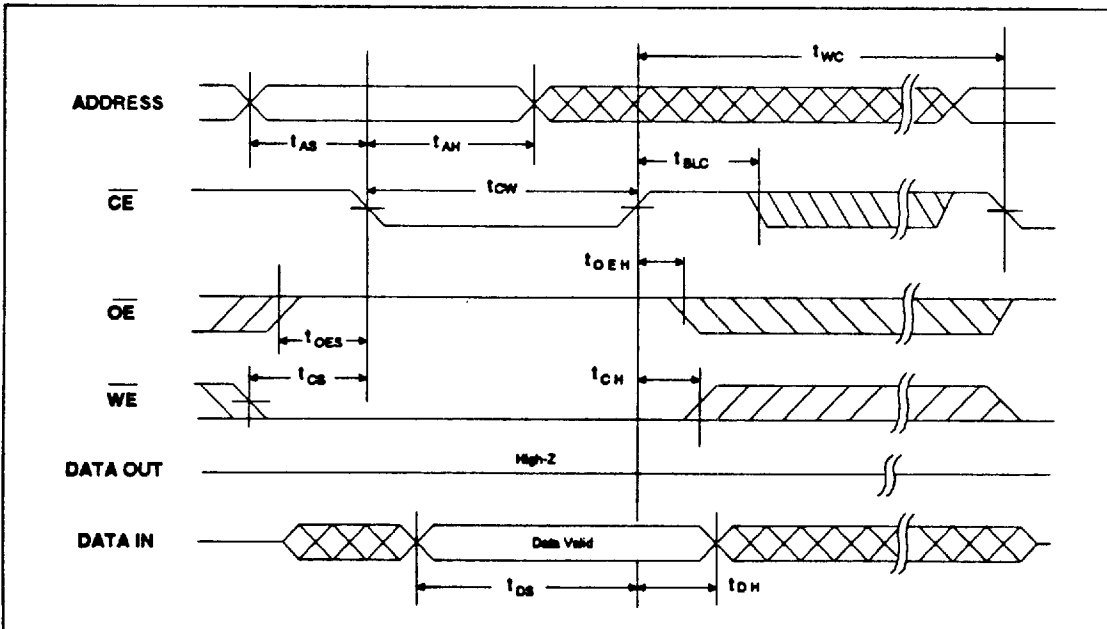 tWC
ADDRESS
tAS
tAH
tBLC
CE
tCW
tOEH
OE
tOES
tCS
tCH
WE
DATA OUT
High-Z
DATA IN
Data Valid
tDS
tDH